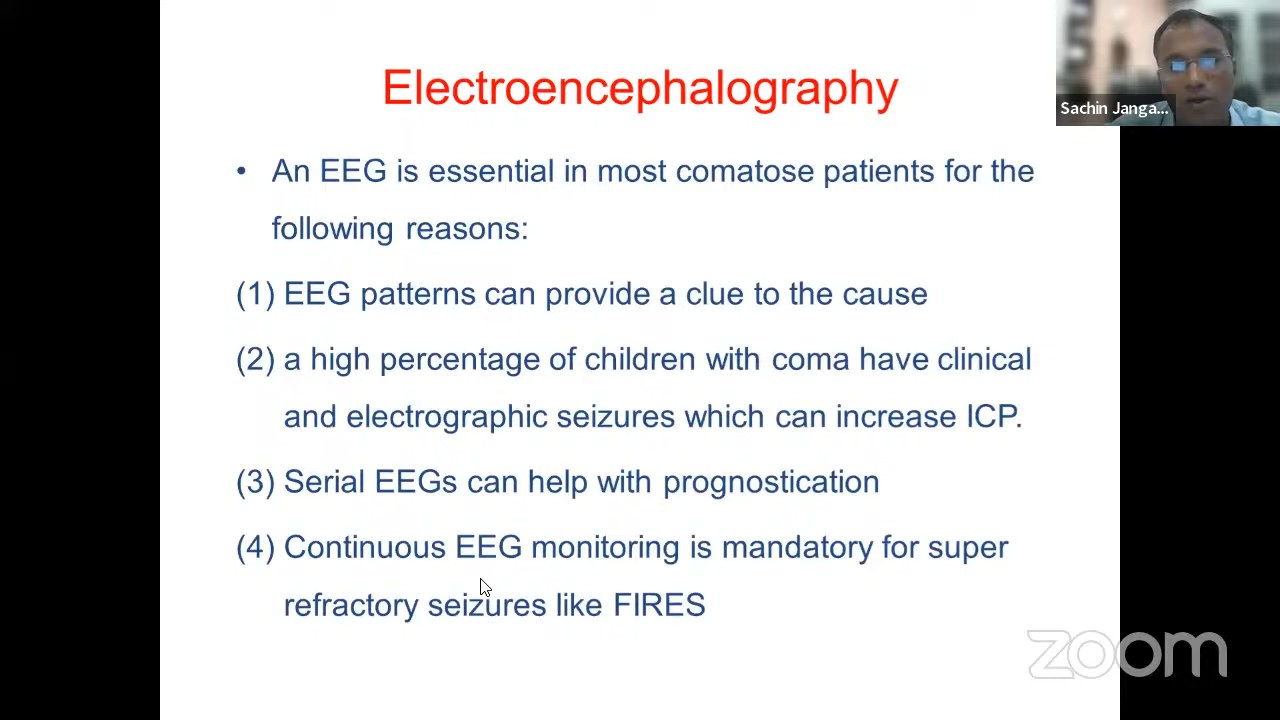 Electroencephalography
Sachin Janga...
• An EEG is essential in most comatose patients for the
following reasons:
(1) EEG patterns can provide a clue to the cause
(2) a high percentage of children with coma have clinical
and electrographic seizures which can increase ICP.
(3) Serial EEGs can help with prognostication
(4) Continuous EEG monitoring is mandatory for super
refractory seizures like FIRES
zoom